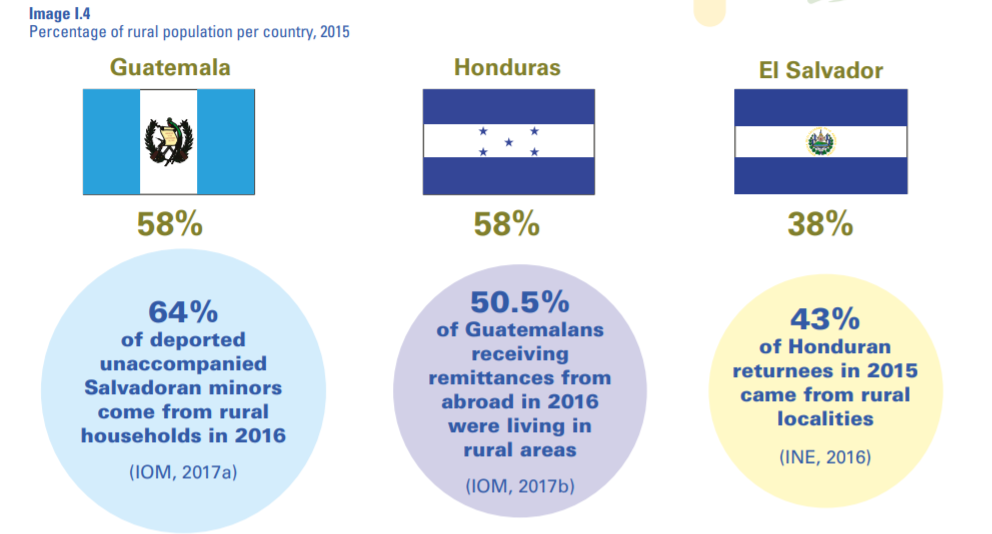 Image I.4
Percentage of rural population per country, 2015
Guatemala
Honduras
El Salvador
58%
58%
38%
64%
of deported
unaccompanied
Salvadoran minors
come from rural
households in 2016
(IOM, 2017a)
50.5%
of Guatemalans
receiving
remittances from
abroad in 2016
were living in
rural areas
(IOM, 2017b)
43%
of Honduran
returnees in 2015
came from rural
localities
(INE, 2016)